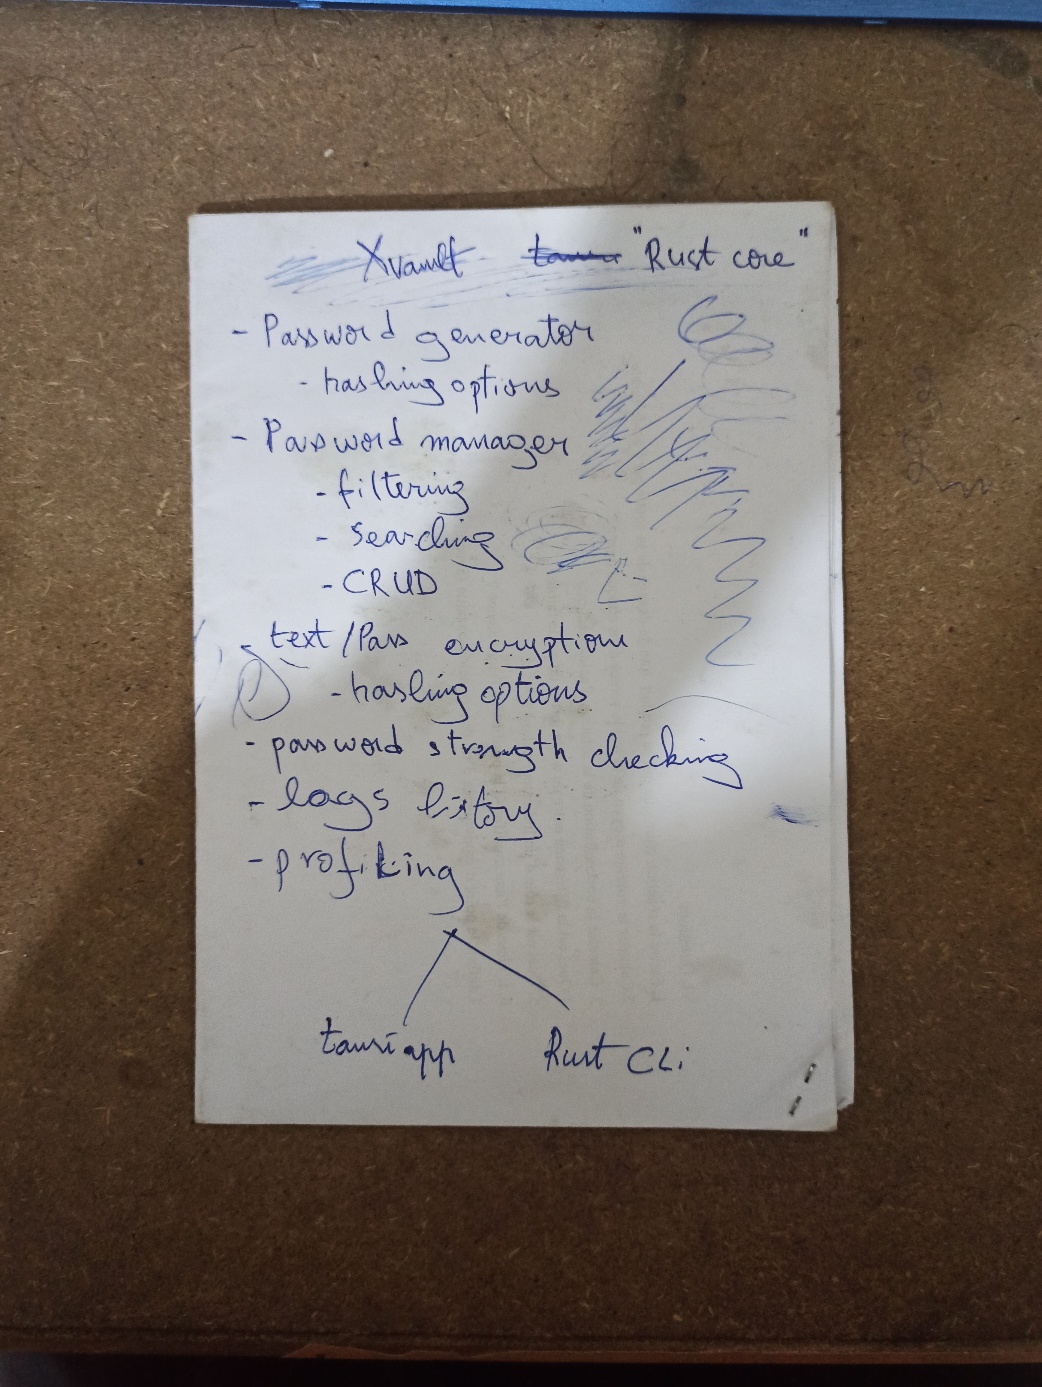 Xvault "Rust core"
- Password generator
- hashing options
- Password manager
- filtering
- searching
- CRUD
- text/Pass encryption
- hashing options
- password strength checking
- logs history.
- profiling
tauri app Rust CLi